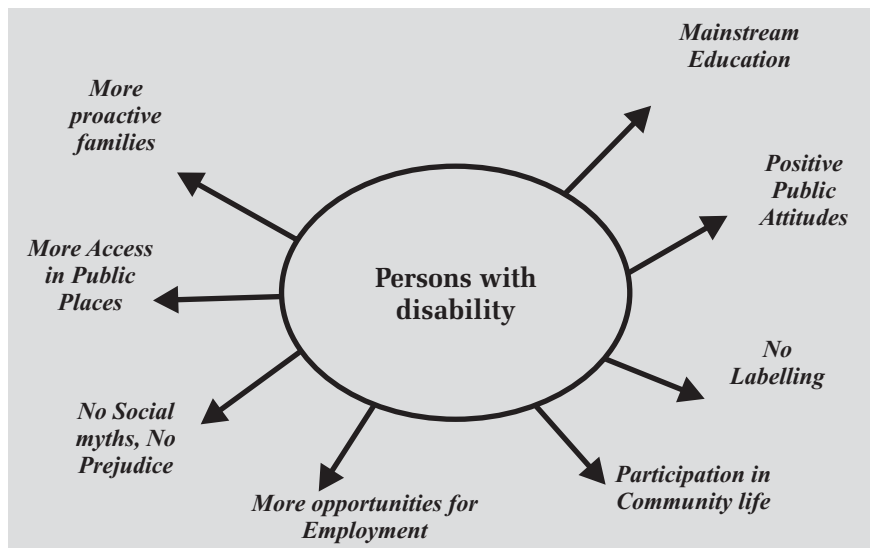 Mainstream
Education
More
proactive
families
Positive
Public
Attitudes
More Access
in Public
Places
Persons with
disability
No
Labelling
No Social
myths, No
Prejudice
Participation in
Community life
More opportunities for
Employment